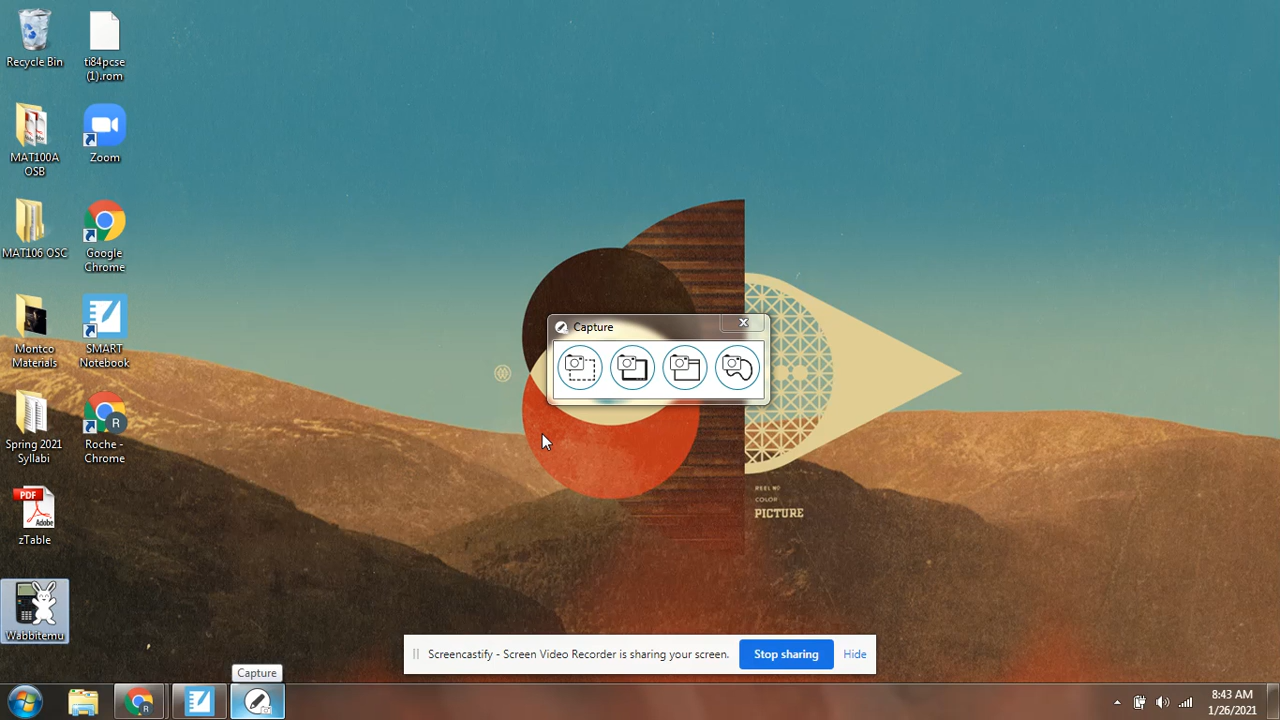 Recycle Bin
ti84pcse
(1).rom
MAT100A
OSB
Zoom
MAT106 OSC
Google
Chrome
Montco
Materials
SMART
Notebook
Spring 2021
Syllabi
R
Roche -
Chrome
PDF
Adobe
zTable
Wabbitemu
Capture
COLOR
PICTURE
Screencastify - Screen Video Recorder is sharing your screen.
Stop sharing
Hide
Capture
R
8:43 AM
1/26/2021